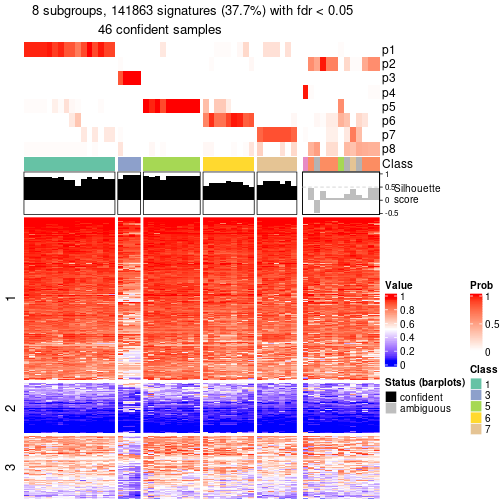 8 subgroups, 141863 signatures (37.7%) with fdr < 0.05
46 confident samples
p1
p2
p3
p4
p5
p6
p7
p8
Class
1
0.5
0
-0.5
Silhouette
score
1
2
3
Value
1
0.8
0.6
0.4
0.2
0
Prob
1
0.5
0
Status (barplots)
confident
ambiguous
Class
1
3
5
6
7